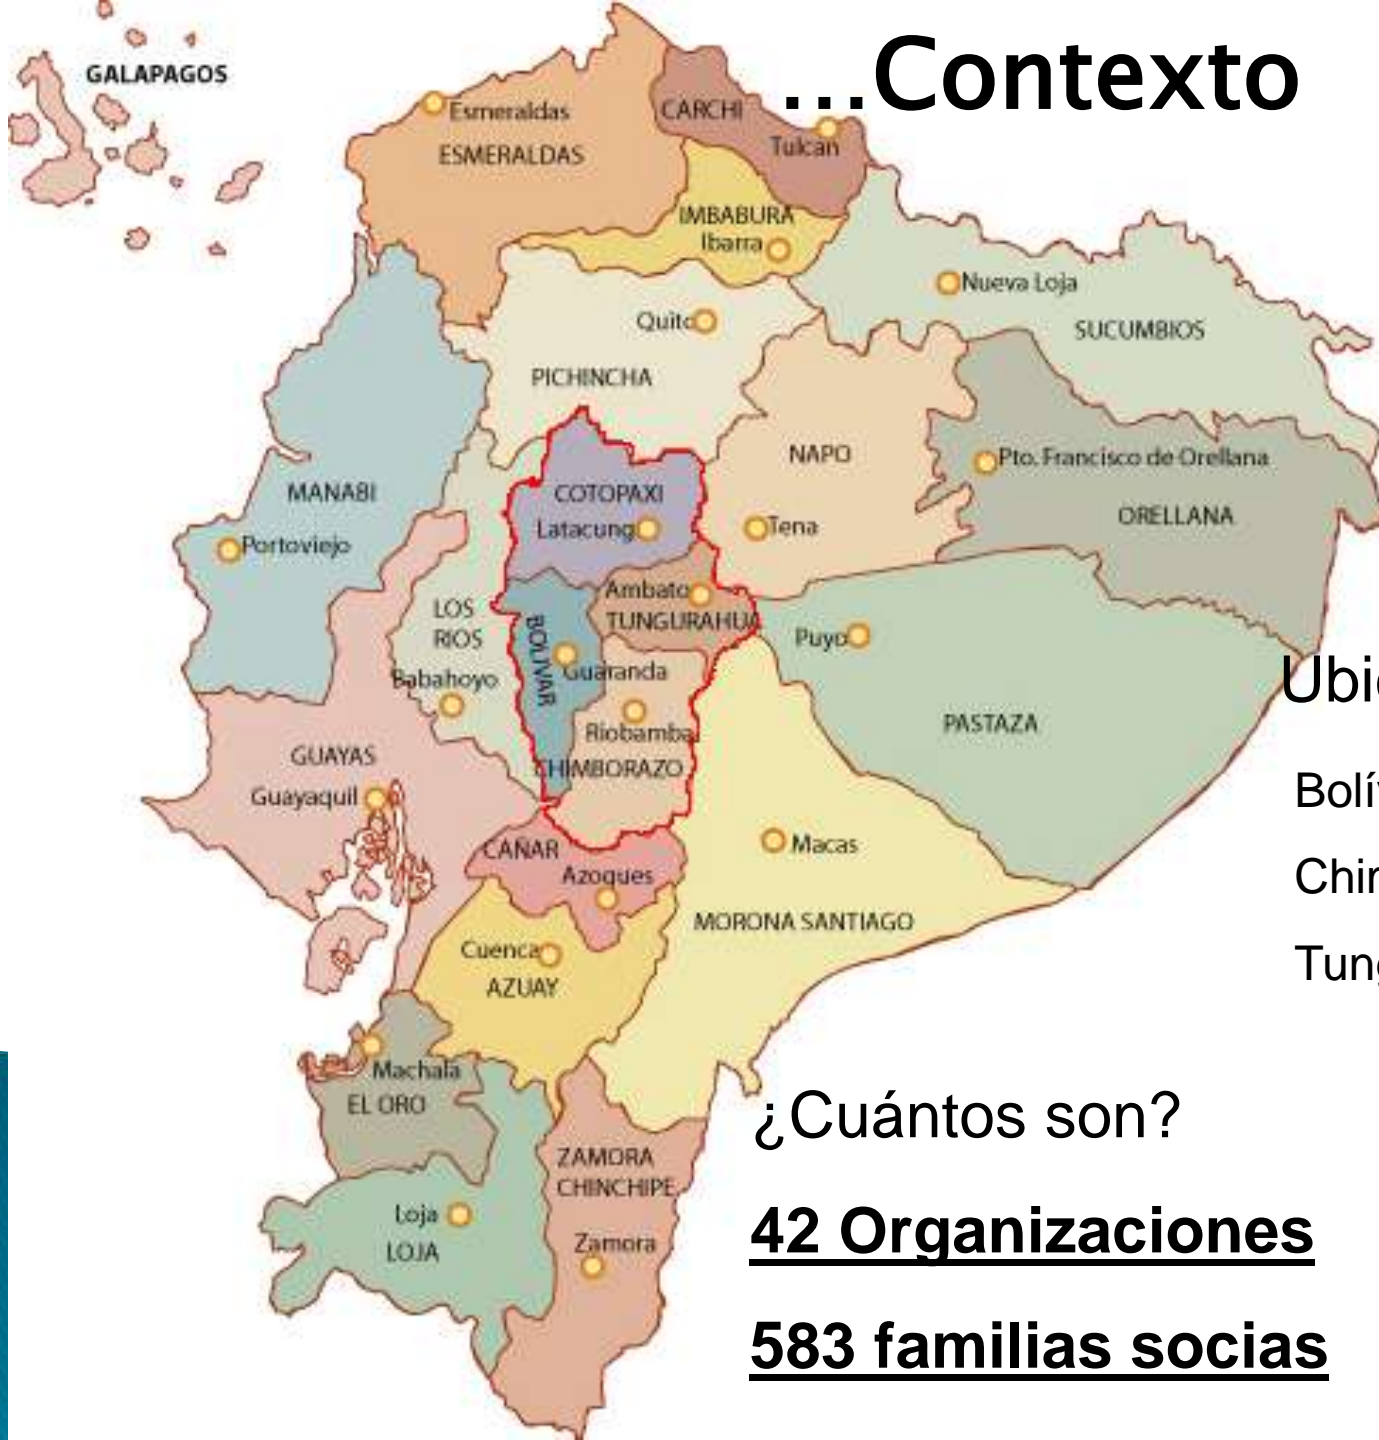 ...Contexto
GALAPAGOS
Esmeraldas
ESMERALDAS
CARCHI
Tulcan
IMBABURA
Ibarra
Nueva Loja
SUCUMBIOS
Quito
PICHINCHA
NAPO
Pto. Francisco de Orellana
MANABI
COTOPAXI
Latacung
Tena
ORELLANA
Portoviejo
Ambato
TUNGURAHUA
LOS
RIOS
BOLIVAR
Puyo
Guaranda
Babahoyo
Riobamba
PASTAZA
GUAYAS
CHIMBORAZO
Guayaquil
Macas
CAÑAR
Azoques
MORONA SANTIAGO
Cuenca
AZUAY
Machala
EL ORO
ZAMORA
CHINCHIPE
Loja
LOJA
Zamora
¿Cuántos son?
42 Organizaciones
583 familias socias